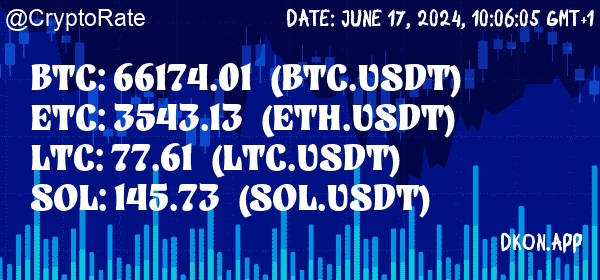 @CryptoRate
DATE: JUNE 17, 2024, 10:06:05 GMT+1
BTC: 66174.01 (BTC.USDT)
ETC: 3543.13 (ETH.USDT)
LTC: 77.61 (LTC.USDT)
SOL: 145.73 (SOL.USDT)
DKON.APP